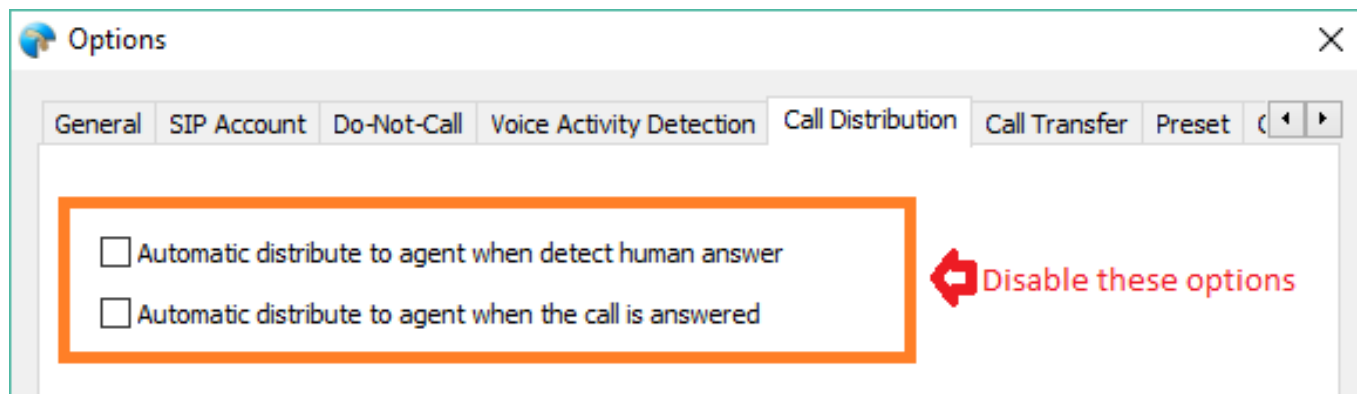 Options
General SIP Account Do-Not-Call Voice Activity Detection Call Distribution Call Transfer Preset
Automatic distribute to agent when detect human answer
Automatic distribute to agent when the call is answered
Disable these options